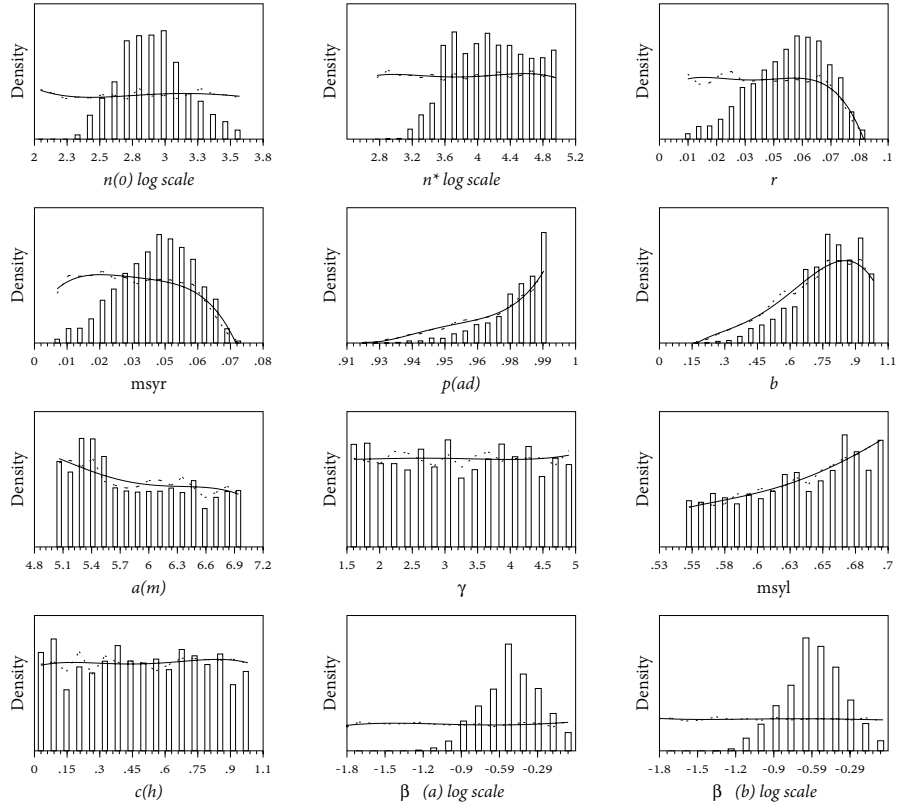 Density Density Density
2 2.3 2.5 2.8 3 3.3 3.5 3.8 2.8 3.2 3.6 4 4.4 4.8 5.2 0 .01 .02 .03 .05 .06 .07 .08 .1
n(0) log scale n* log scale r
Density Density Density
0 .01 .02 .03 .05 .06 .07 .08 .91 .93 .94 .95 .96 .98 .99 1 0 .15 .3 .45 .6 .75 .9 1.1
msyr p(ad) b
Density Density Density
4.8 5.1 5.4 5.7 6 6.3 6.6 6.9 7.2 1.5 2 2.5 3 3.5 4 4.5 5 .53 .55 .58 .6 .63 .65 .68 .7
a(m) γ msyl
Density Density Density
0 .15 .3 .45 .6 .75 .9 1.1 -1.8 -1.5 -1.2 -0.9 -0.59 -0.29 -1.8 -1.5 -1.2 -0.9 -0.59 -0.29
c(h) β (a) log scale β (b) log scale